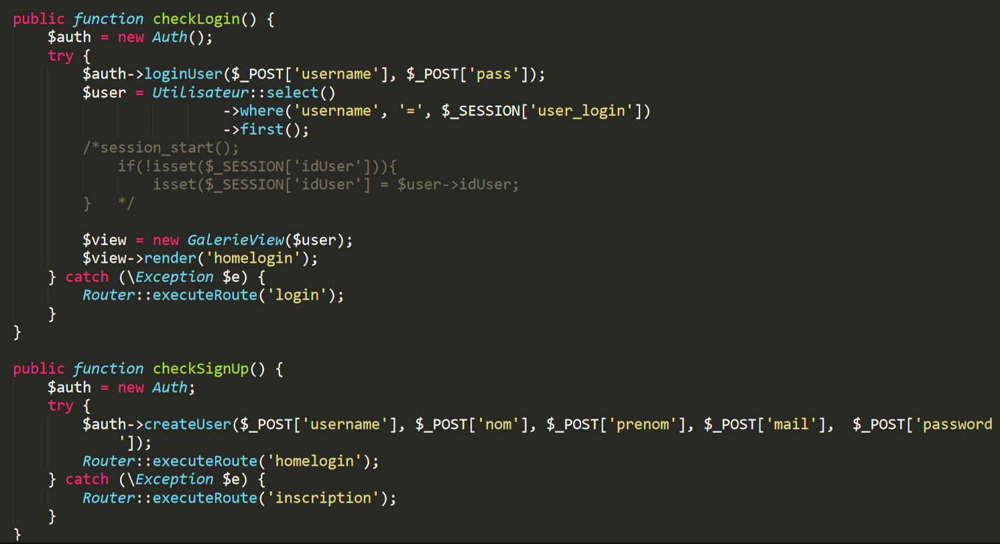 public function checkLogin() {
    $auth = new Auth();
    try {
        $auth->loginUser($_POST['username'], $_POST['pass']);
        $user = Utilisateur::select()
                        ->where('username', '=', $_SESSION['user_login'])
                        ->first();
        /*session_start();
            if(!isset($_SESSION['idUser'])){
                isset($_SESSION['idUser'] = $user->idUser;
        }   */

        $view = new GalerieView($user);
        $view->render('homelogin');
    } catch (\Exception $e) {
        Router::executeRoute('login');
    }
}

public function checkSignUp() {
    $auth = new Auth;
    try {
        $auth->createUser($_POST['username'], $_POST['nom'], $_POST['prenom'], $_POST['mail'],  $_POST['password
            ']);
        Router::executeRoute('homelogin');
    } catch (\Exception $e) {
        Router::executeRoute('inscription');
    }
}